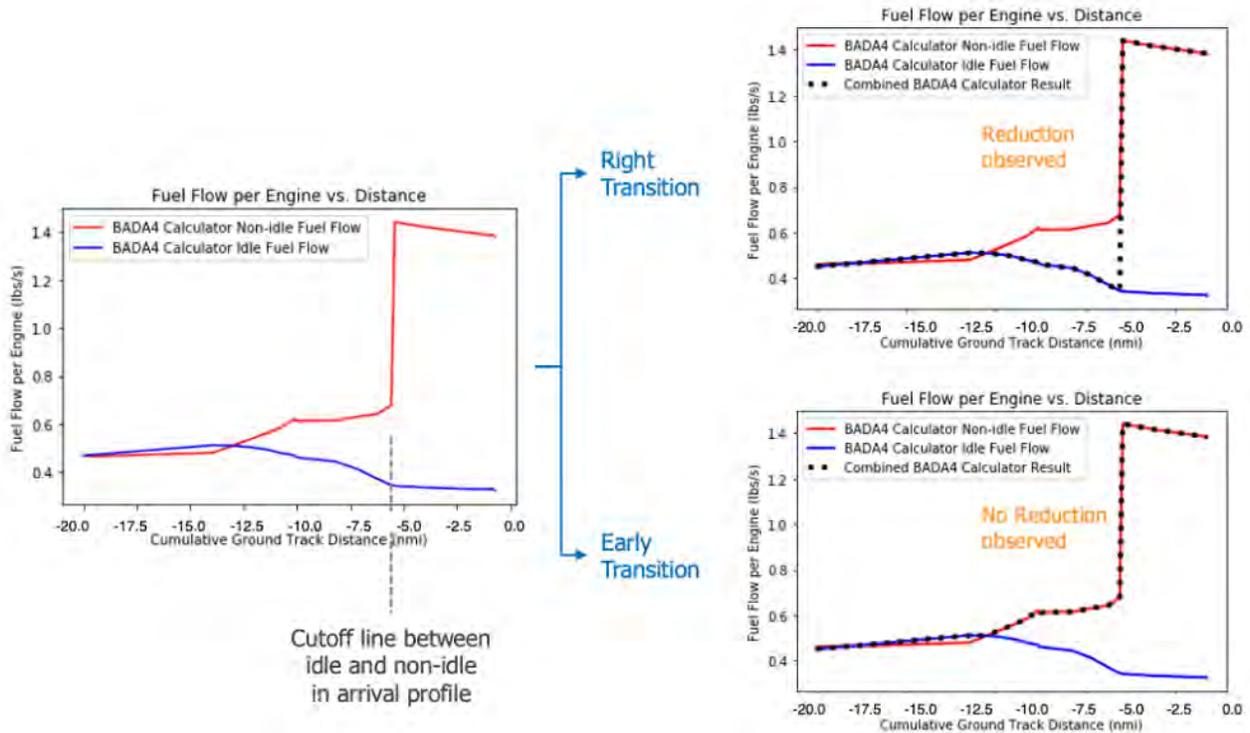 Fuel Flow per Engine vs. Distance
Fuel Flow per Engine (lbs/s)
1.4
1.2
1.0
0.8
0.6
0.4
BADA4 Calculator Non-idle Fuel Flow
BADA4 Calculator Idle Fuel Flow
-20.0 -17.5 -15.0 -12.5 -10.0 -7.5 -5.0 -2.5 0.0
Cumulative Ground Track Distance (nmi)
Cutoff line between
idle and non-idle
in arrival profile
Right
Transition
Fuel Flow per Engine vs. Distance
Fuel Flow per Engine (lbs/s)
1.4
1.2
1.0
0.8
0.6
0.4
BADA4 Calculator Non-idle Fuel Flow
BADA4 Calculator Idle Fuel Flow
Combined BADA4 Calculator Result
Reduction
observed
-20.0 -17.5 -15.0 -12.5 -10.0 -7.5 -5.0 -2.5 0.0
Cumulative Ground Track Distance (nmi)
Early
Transition
Fuel Flow per Engine vs. Distance
Fuel Flow per Engine (lbs/s)
1.4
1.2
1.0
0.8
0.6
0.4
BADA4 Calculator Non-idle Fuel Flow
BADA4 Calculator Idle Fuel Flow
Combined BADA4 Calculator Result
No Reduction
observed
-20.0 -17.5 -15.0 -12.5 -10.0 -7.5 -5.0 -2.5 0.0
Cumulative Ground Track Distance (nmi)